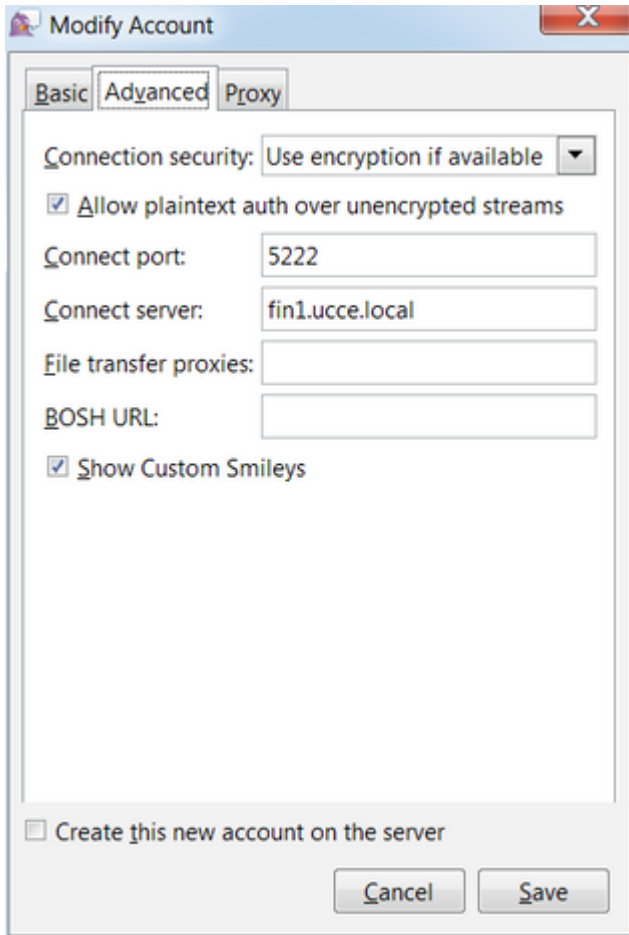 Modify Account
Basic Advanced Proxy
Connection security: Use encryption if available
Allow plaintext auth over unencrypted streams
Connect port: 5222
Connect server: fin1.ucce.local
File transfer proxies:
BOSH URL:
Show Custom Smileys
Create this new account on the server
Cancel Save